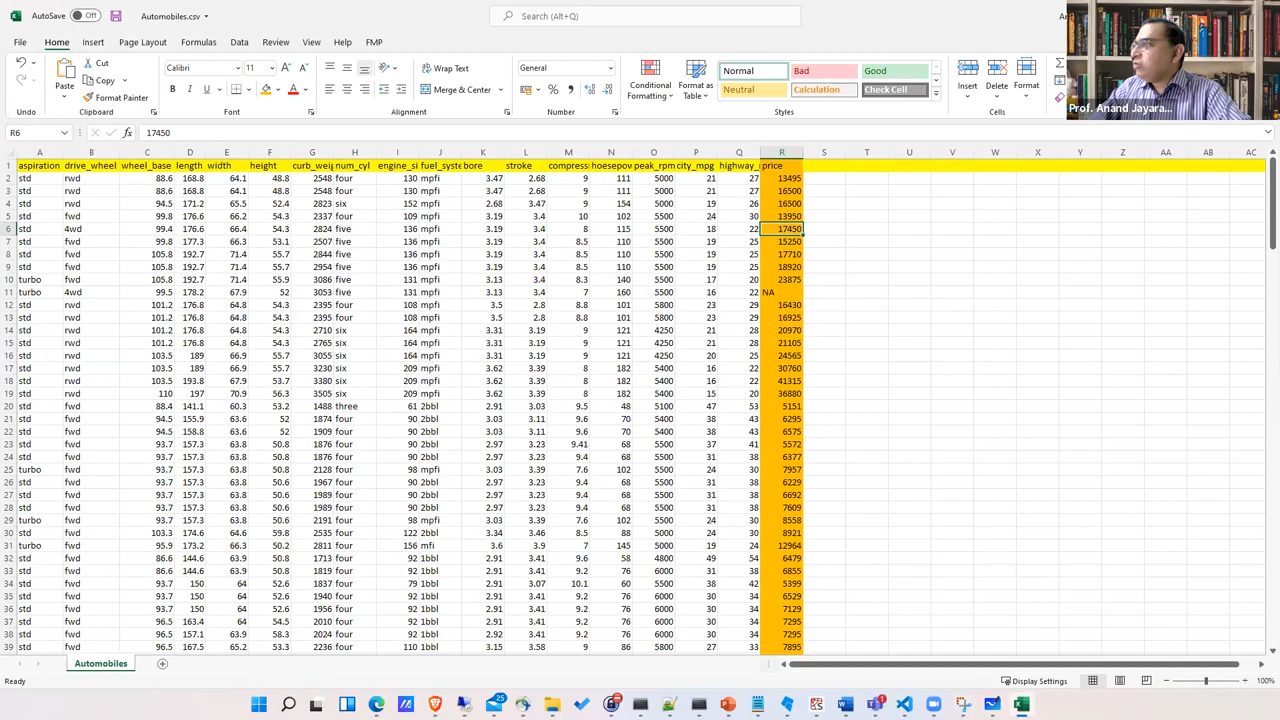 AutoSave Off Automobiles.csv Search (Alt+Q)
File Home Insert Page Layout Formulas Data Review View Help FMP
Cut
Copy
Format Painter
Paste
Calibri 11
B I U A
Wrap Text
Merge & Center
General
Conditional Formatting
Format as Table
Normal Bad Good
Neutral Calculation Check Cell
Insert Delete Format
Undo Clipboard Font Alignment Number Styles Cells
Prof. Anand Jayara...
R6 fx 17450
A B C D E F G H I J K L M N O P Q R S T U V W X Y Z AA AB AC
1 aspiration drive_wheel wheel_base length width height curb_weig num_cyl engine_si fuel_syste bore stroke compress hoesepov peak_rpm city_mpg highway_ price
2 std rwd 88.6 168.8 64.1 48.8 2548 four 130 mpfi 3.47 2.68 9 111 5000 21 27 13495
3 std rwd 88.6 168.8 64.1 48.8 2548 four 130 mpfi 3.47 2.68 9 111 5000 21 27 16500
4 std rwd 94.5 171.2 65.5 52.4 2823 six 152 mpfi 2.68 3.47 9 154 5000 19 26 16500
5 std fwd 99.8 176.6 66.2 54.3 2337 four 109 mpfi 3.19 3.4 10 102 5500 24 30 13950
6 std 4wd 99.4 176.6 66.4 54.3 2824 five 136 mpfi 3.19 3.4 8 115 5500 18 22 17450
7 std fwd 99.8 177.3 66.3 53.1 2507 five 136 mpfi 3.19 3.4 8.5 110 5500 19 25 15250
8 std fwd 105.8 192.7 71.4 55.7 2844 five 136 mpfi 3.19 3.4 8.5 110 5500 19 25 17710
9 std fwd 105.8 192.7 71.4 55.7 2954 five 136 mpfi 3.19 3.4 8.5 110 5500 19 25 18920
10 turbo fwd 105.8 192.7 71.4 55.9 3086 five 131 mpfi 3.13 3.4 8.3 140 5500 17 20 23875
11 turbo 4wd 99.5 178.2 67.9 52 3053 five 131 mpfi 3.13 3.4 7 160 5500 16 22 NA
12 std rwd 101.2 176.8 64.8 54.3 2395 four 108 mpfi 3.5 2.8 8.8 101 5800 23 29 16430
13 std rwd 101.2 176.8 64.8 54.3 2395 four 108 mpfi 3.5 2.8 8.8 101 5800 23 29 16925
14 std rwd 101.2 176.8 64.8 54.3 2710 six 164 mpfi 3.31 3.19 9 121 4250 21 28 20970
15 std rwd 101.2 176.8 64.8 54.3 2765 six 164 mpfi 3.31 3.19 9 121 4250 21 28 21105
16 std rwd 103.5 189 66.9 55.7 3055 six 164 mpfi 3.31 3.19 9 121 4250 20 25 24565
17 std rwd 103.5 189 66.9 55.7 3230 six 209 mpfi 3.62 3.39 8 182 5400 16 22 30760
18 std rwd 103.5 193.8 67.9 53.7 3380 six 209 mpfi 3.62 3.39 8 182 5400 16 22 41315
19 std rwd 110 197 70.9 56.3 3505 six 209 mpfi 3.62 3.39 8 182 5400 15 20 36880
20 std fwd 88.4 141.1 60.3 53.2 1488 three 61 2bbl 2.91 3.03 9.5 48 5100 47 53 5151
21 std fwd 94.5 155.9 63.6 52 1874 four 90 2bbl 3.03 3.11 9.6 70 5400 38 43 6295
22 std fwd 94.5 158.8 63.6 52 1909 four 90 2bbl 3.03 3.11 9.6 70 5400 38 43 6575
23 std fwd 93.7 157.3 63.8 50.8 1876 four 90 2bbl 2.97 3.23 9.41 68 5500 37 41 5572
24 std fwd 93.7 157.3 63.8 50.8 1876 four 90 2bbl 2.97 3.23 9.4 68 5500 31 38 6377
25 turbo fwd 93.7 157.3 63.8 50.8 2128 four 98 mpfi 3.03 3.39 7.6 102 5500 24 30 7957
26 std fwd 93.7 157.3 63.8 50.6 1967 four 90 2bbl 2.97 3.23 9.4 68 5500 31 38 6229
27 std fwd 93.7 157.3 63.8 50.6 1989 four 90 2bbl 2.97 3.23 9.4 68 5500 31 38 6692
28 std fwd 93.7 157.3 63.8 50.6 1989 four 90 2bbl 2.97 3.23 9.4 68 5500 31 38 7609
29 turbo fwd 93.7 157.3 63.8 50.6 2191 four 98 mpfi 3.03 3.39 7.6 102 5500 24 30 8558
30 std fwd 103.3 174.6 64.6 59.8 2535 four 122 2bbl 3.34 3.46 8.5 88 5000 24 30 8921
31 turbo fwd 95.9 173.2 66.3 50.2 2811 four 156 mfi 3.6 3.9 7 145 5000 19 24 12964
32 std fwd 86.6 144.6 63.9 50.8 1713 four 92 1bbl 2.91 3.41 9.6 58 4800 49 54 6479
33 std fwd 86.6 144.6 63.9 50.8 1819 four 92 1bbl 2.91 3.41 9.2 76 6000 31 38 6855
34 std fwd 93.7 150 64 52.6 1837 four 79 1bbl 2.91 3.07 10.1 60 5500 38 42 5399
35 std fwd 93.7 150 64 52.6 1940 four 92 1bbl 2.91 3.41 9.2 76 6000 30 34 6529
36 std fwd 93.7 150 64 52.6 1956 four 92 1bbl 2.91 3.41 9.2 76 6000 30 34 7129
37 std fwd 96.5 163.4 64 54.5 2010 four 92 1bbl 2.91 3.41 9.2 76 6000 30 34 7295
38 std fwd 96.5 157.1 63.9 58.3 2024 four 92 1bbl 2.92 3.41 9.2 76 6000 30 34 7295
39 std fwd 96.5 167.5 65.2 53.3 2236 four 110 1bbl 3.15 3.58 9 86 5800 27 33 7895
Automobiles
Ready Display Settings 100%
25 1